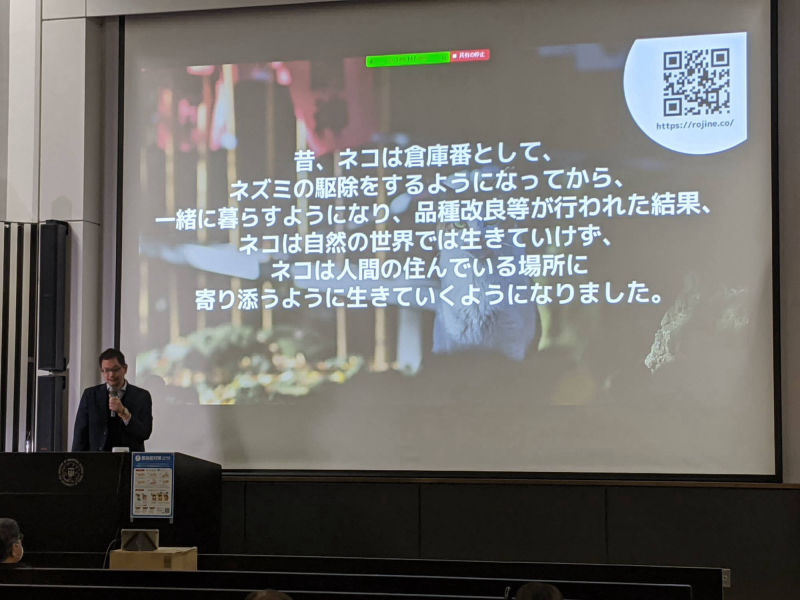 共有の停止
https://rojine.co/
昔、ネコは倉庫番として、
ネズミの駆除をするようになってから、
一緒に暮らすようになり、品種改良等が行われた結果、
ネコは自然の世界では生きていけず、
ネコは人間の住んでいる場所に
寄り添うように生きていくようになりました。